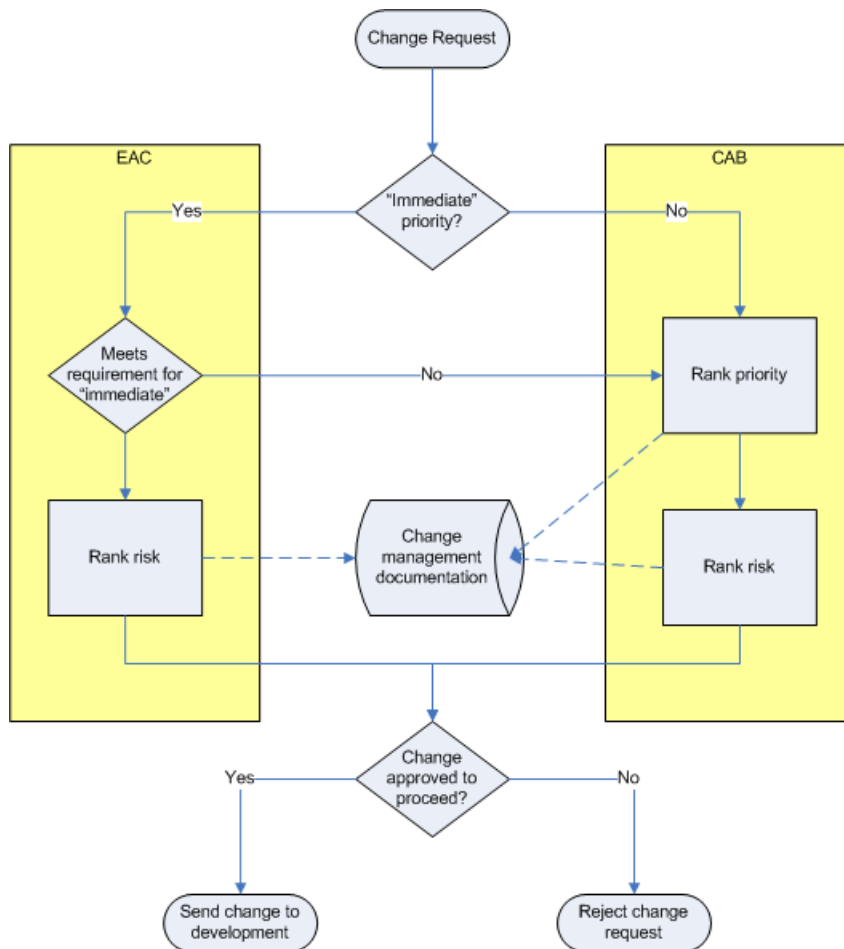 Change Request
EAC
CAB
“Immediate”
priority?
Yes
No
Meets
requirement for
“immediate”
No
Rank priority
Rank risk
Change
management
documentation
Rank risk
Change
approved to
proceed?
Yes
No
Send change to
development
Reject change
request